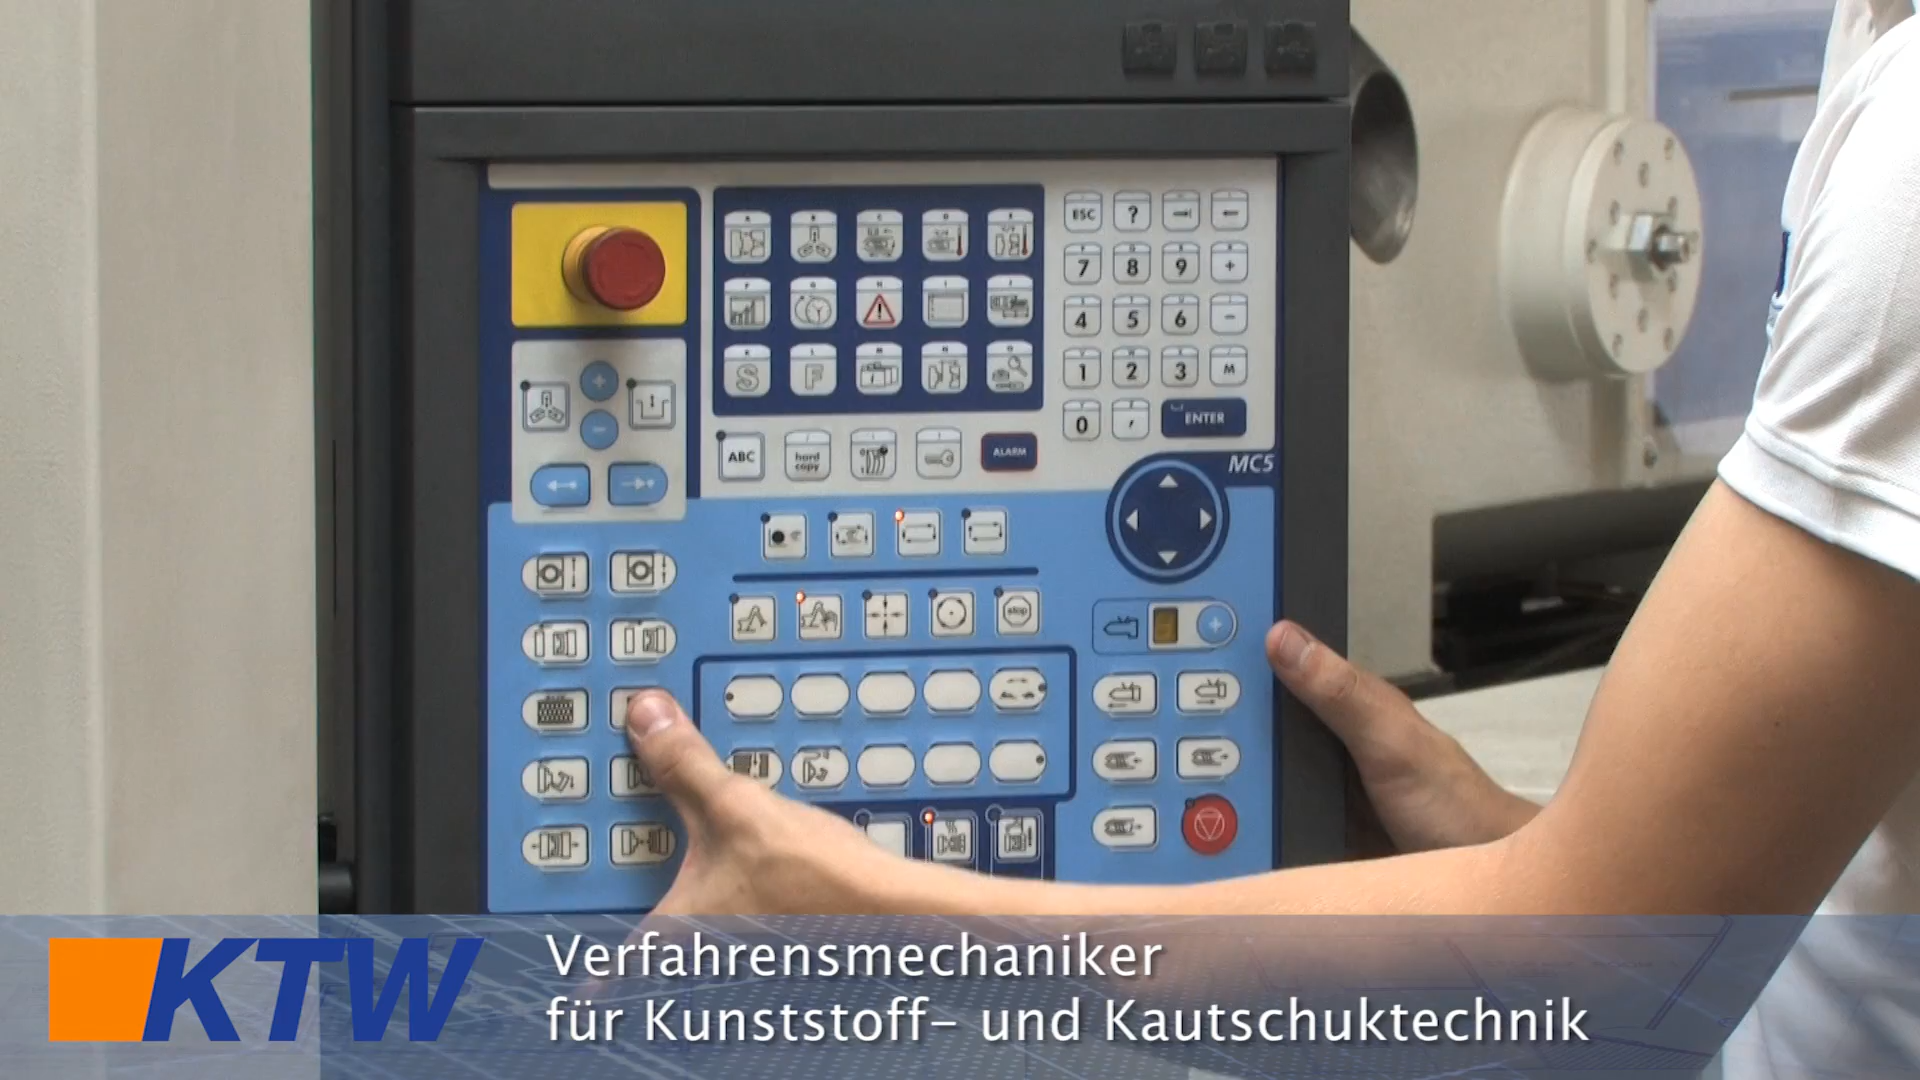 A B C D E
F G H I J
K L M N O
S F
ESC ?
7 8 9 +
4 5 6 -
1 2 3 M
0 , ENTER
ABC hard copy ALARM
MC5
stop
KTW
Verfahrensmechaniker
für Kunststoff- und Kautschuktechnik